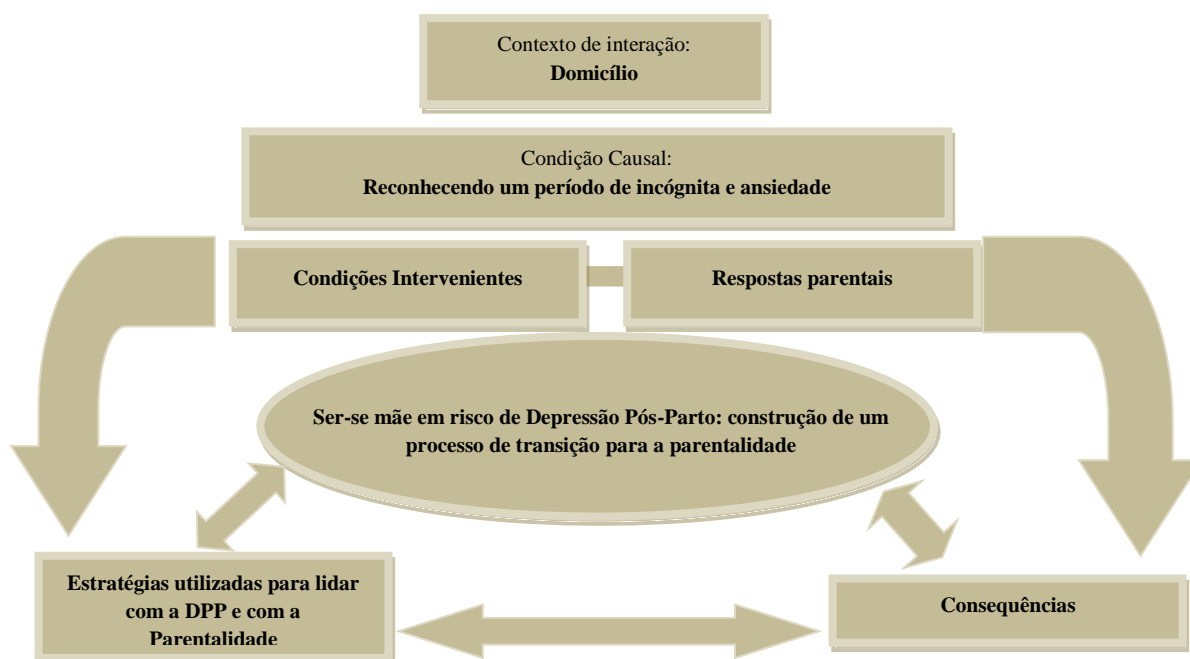 Contexto de interação:
Domicílio
Condição Causal:
Reconhecendo um período de incógnita e ansiedade
Condições Intervenientes
Respostas parentais
Ser-se mãe em risco de Depressão Pós-Parto: construção de um
processo de transição para a parentalidade
Estratégias utilizadas para lidar
com a DPP e com a
Parentalidade
Consequências